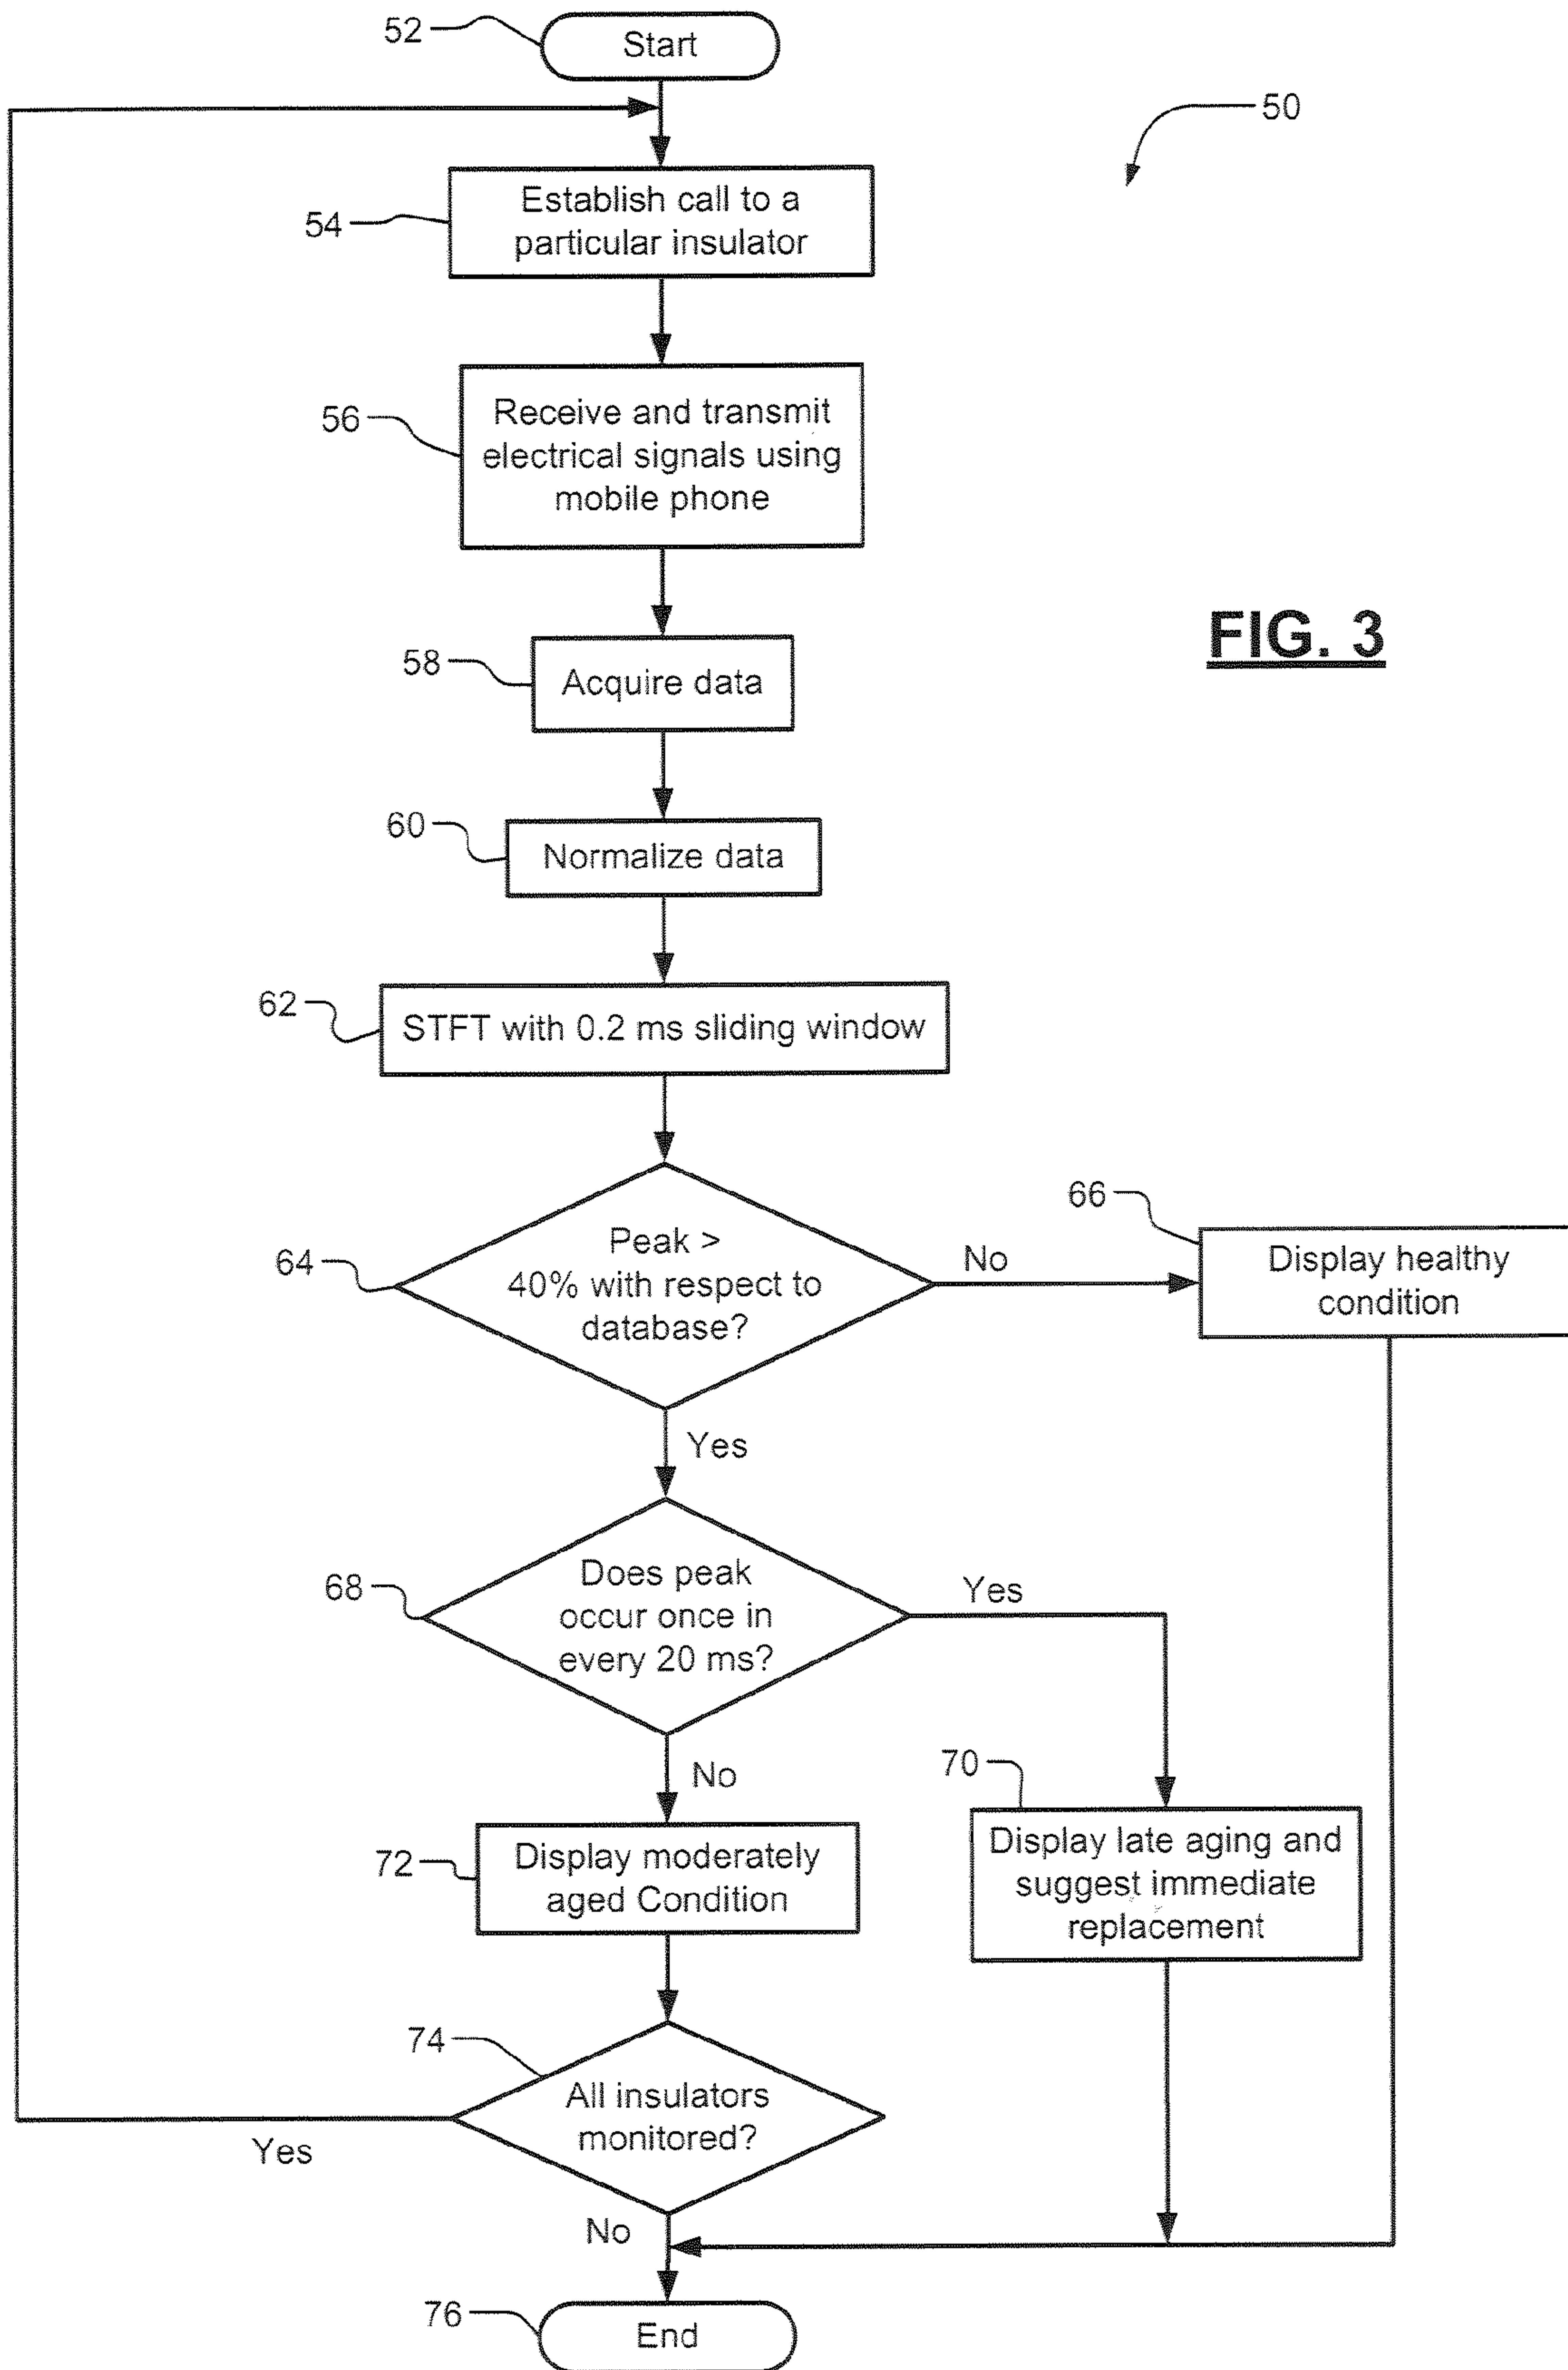 52
Start
50
54
Establish call to a
particular insulator
56
Receive and transmit
electrical signals using
mobile phone
FIG. 3
58
Acquire data
60
Normalize data
62
STFT with 0.2 ms sliding window
64
Peak >
40% with respect to
database?
No
66
Display healthy
condition
Yes
68
Does peak
occur once in
every 20 ms?
Yes
No
70
Display late aging and
suggest immediate
replacement
72
Display moderately
aged Condition
74
All insulators
monitored?
Yes
No
76
End